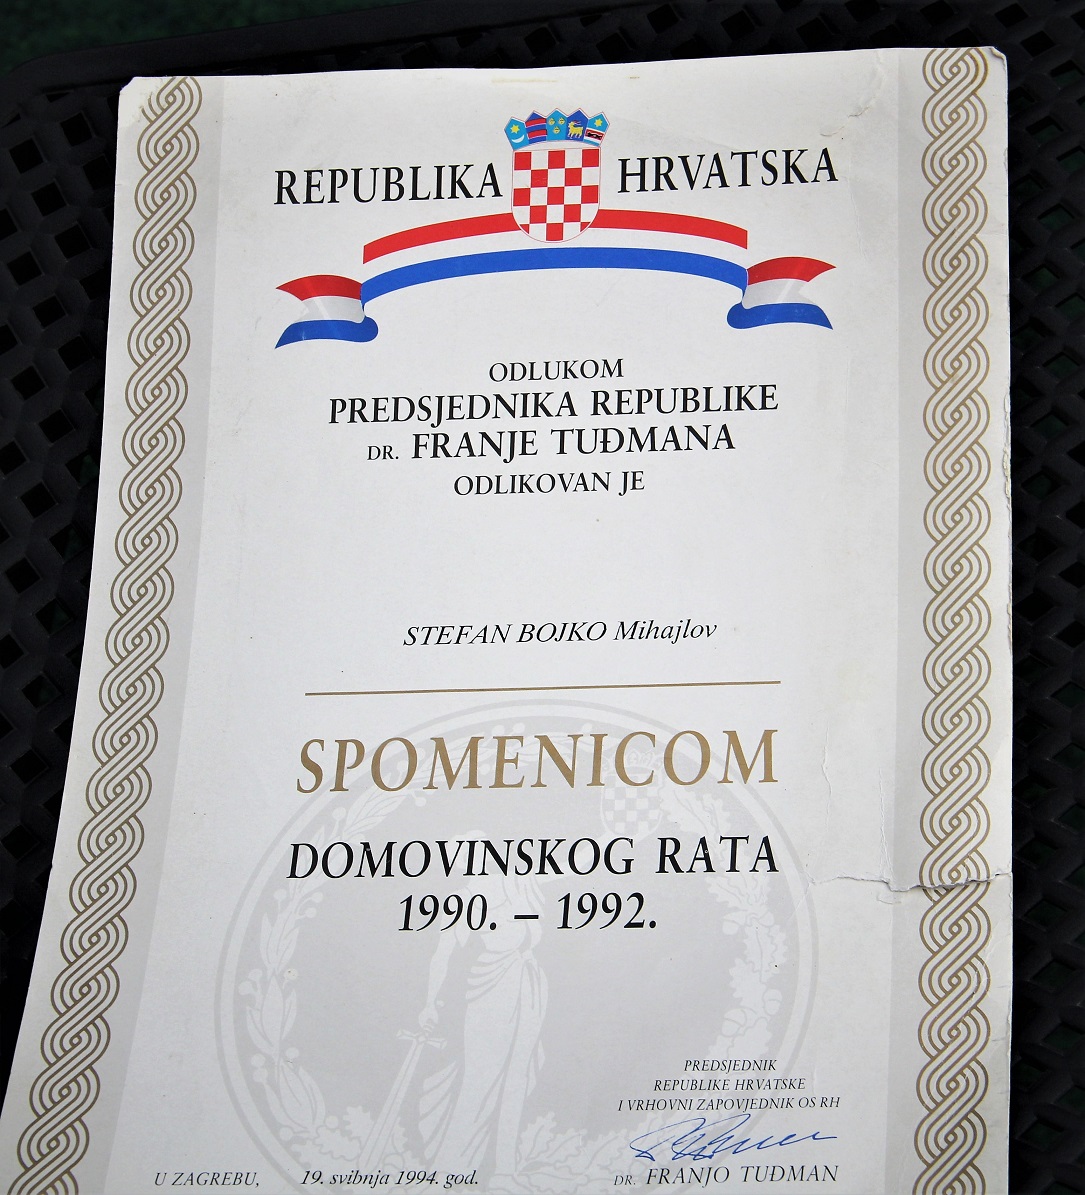 REPUBLIKA HRVATSKA
ODLUKOM
PREDSJEDNIKA REPUBLIKE
DR. FRANJE TUĐMANA
ODLIKOVAN JE
STEFAN BOJKO Mihajlov
SPOMENICOM
DOMOVINSKOG RATA
1990. – 1992.
PREDSJEDNIK
REPUBLIKE HRVATSKE
I VRHOVNI ZAPOVJEDNIK OS RH
U ZAGREBU, 19. svibnja 1994. god.
DR. FRANJO TUĐMAN